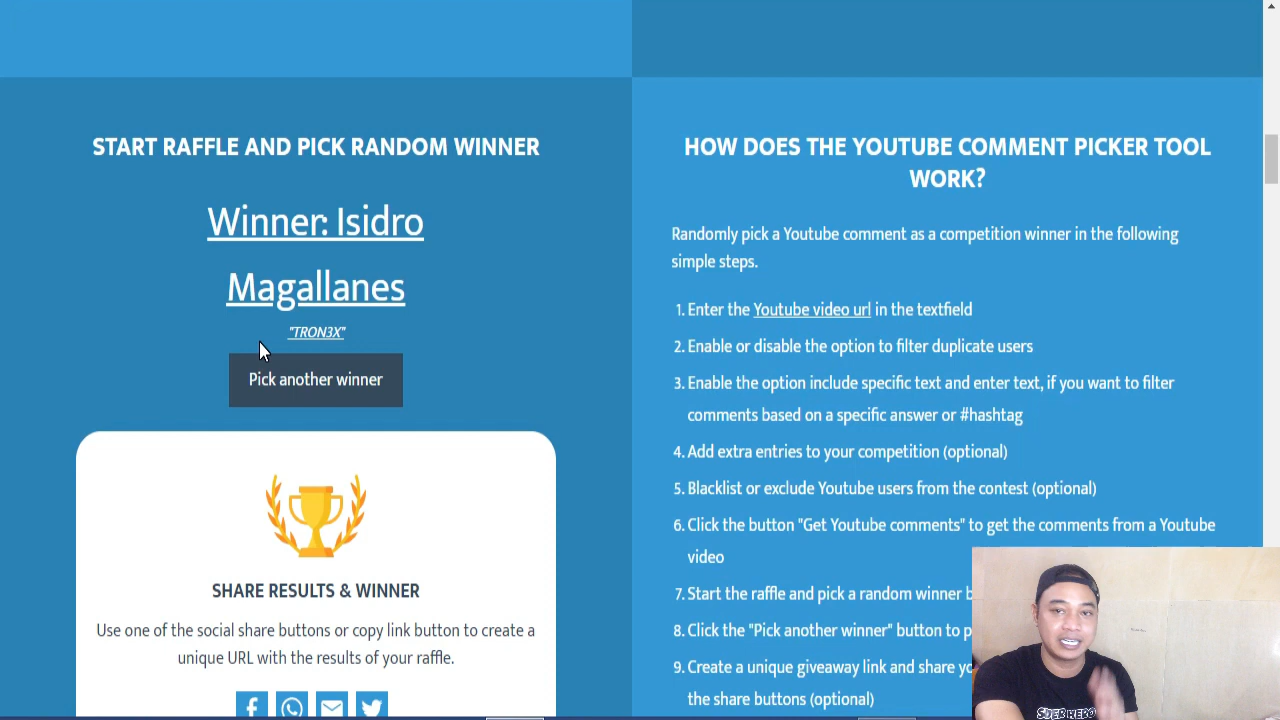 START RAFFLE AND PICK RANDOM WINNER
Winner: Isidro
Magallanes
"TRON3X"
Pick another winner
SHARE RESULTS & WINNER
Use one of the social share buttons or copy link button to create a
unique URL with the results of your raffle.
HOW DOES THE YOUTUBE COMMENT PICKER TOOL
WORK?
Randomly pick a Youtube comment as a competition winner in the following
simple steps.
1. Enter the Youtube video url in the textfield
2. Enable or disable the option to filter duplicate users
3. Enable the option include specific text and enter text, if you want to filter
comments based on a specific answer or #hashtag
4. Add extra entries to your competition (optional)
5. Blacklist or exclude Youtube users from the contest (optional)
6. Click the button "Get Youtube comments" to get the comments from a Youtube
video
7. Start the raffle and pick a random winner
8. Click the "Pick another winner" button to
9. Create a unique giveaway link and share
the share buttons (optional)